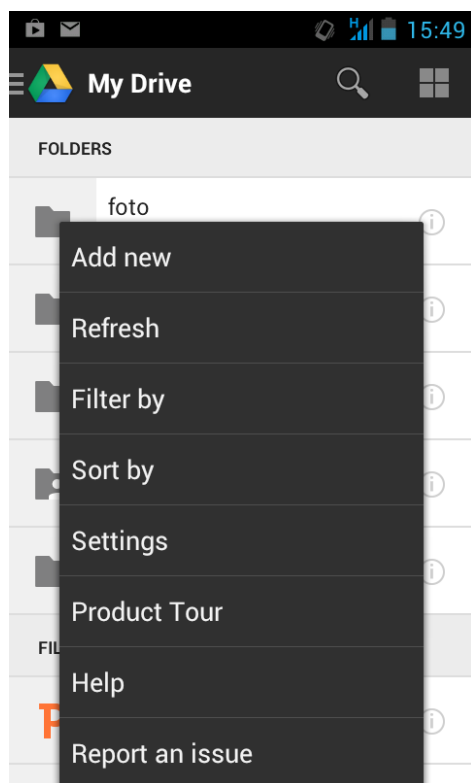 H
15:49
My Drive
FOLDERS
foto
Add new
Refresh
Filter by
Sort by
Settings
Product Tour
FIL
Help
P
Report an issue